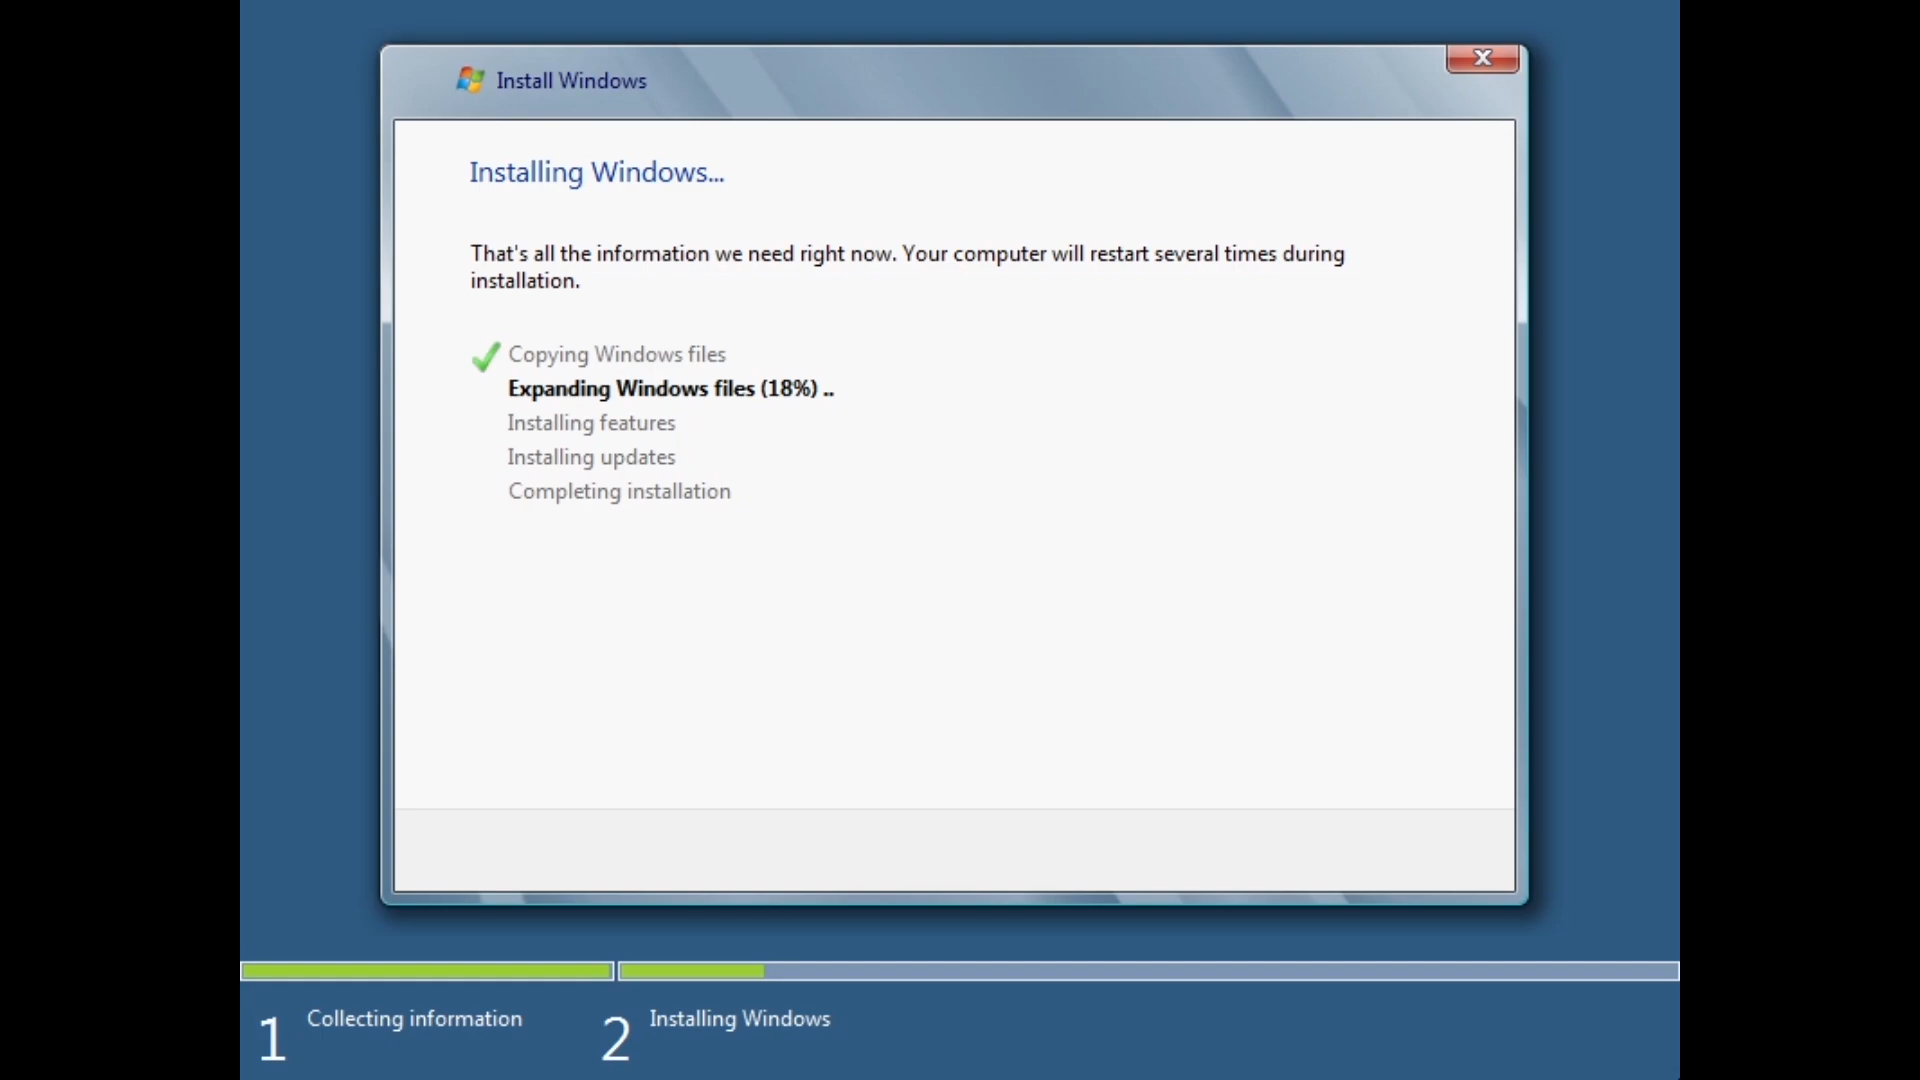 Install Windows
Installing Windows...
That's all the information we need right now. Your computer will restart several times during
installation.
Copying Windows files
Expanding Windows files (18%) ..
Installing features
Installing updates
Completing installation
1 Collecting information
2 Installing Windows